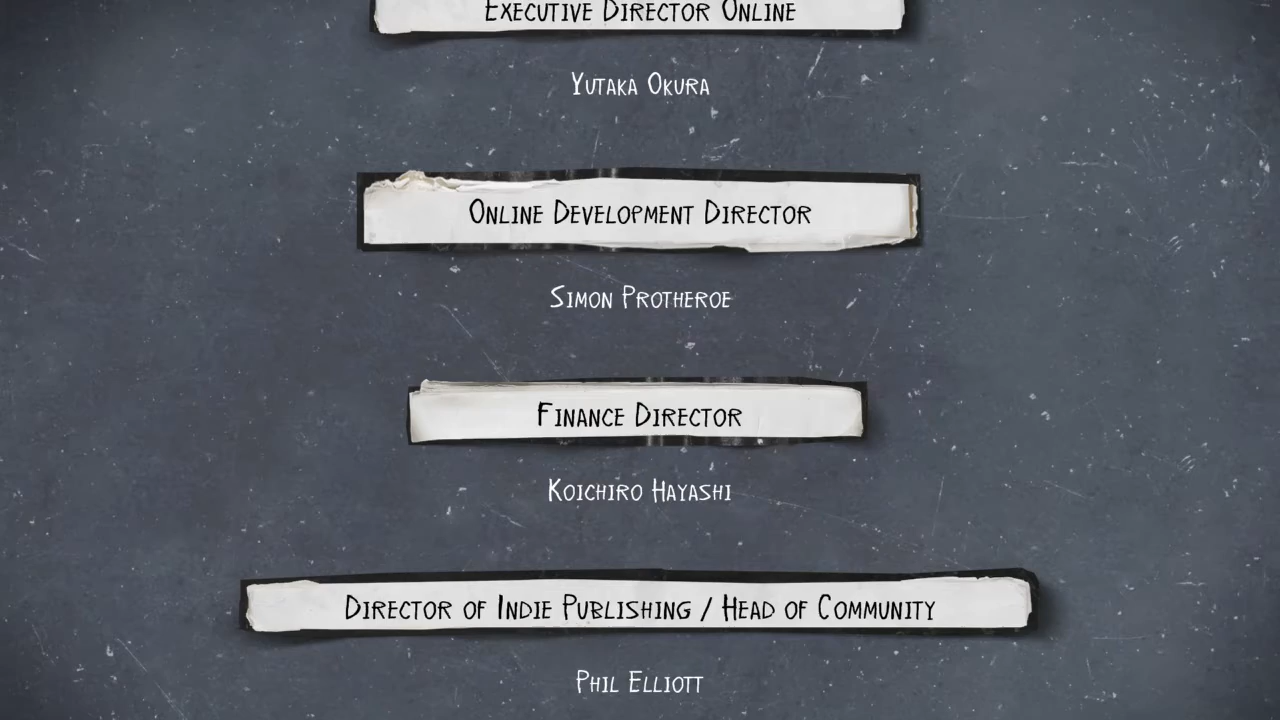 Executive Director Online
Yutaka Okura
Online Development Director
Simon Protheroe
Finance Director
Koichiro Hayashi
Director of Indie Publishing / Head of Community
Phil Elliott